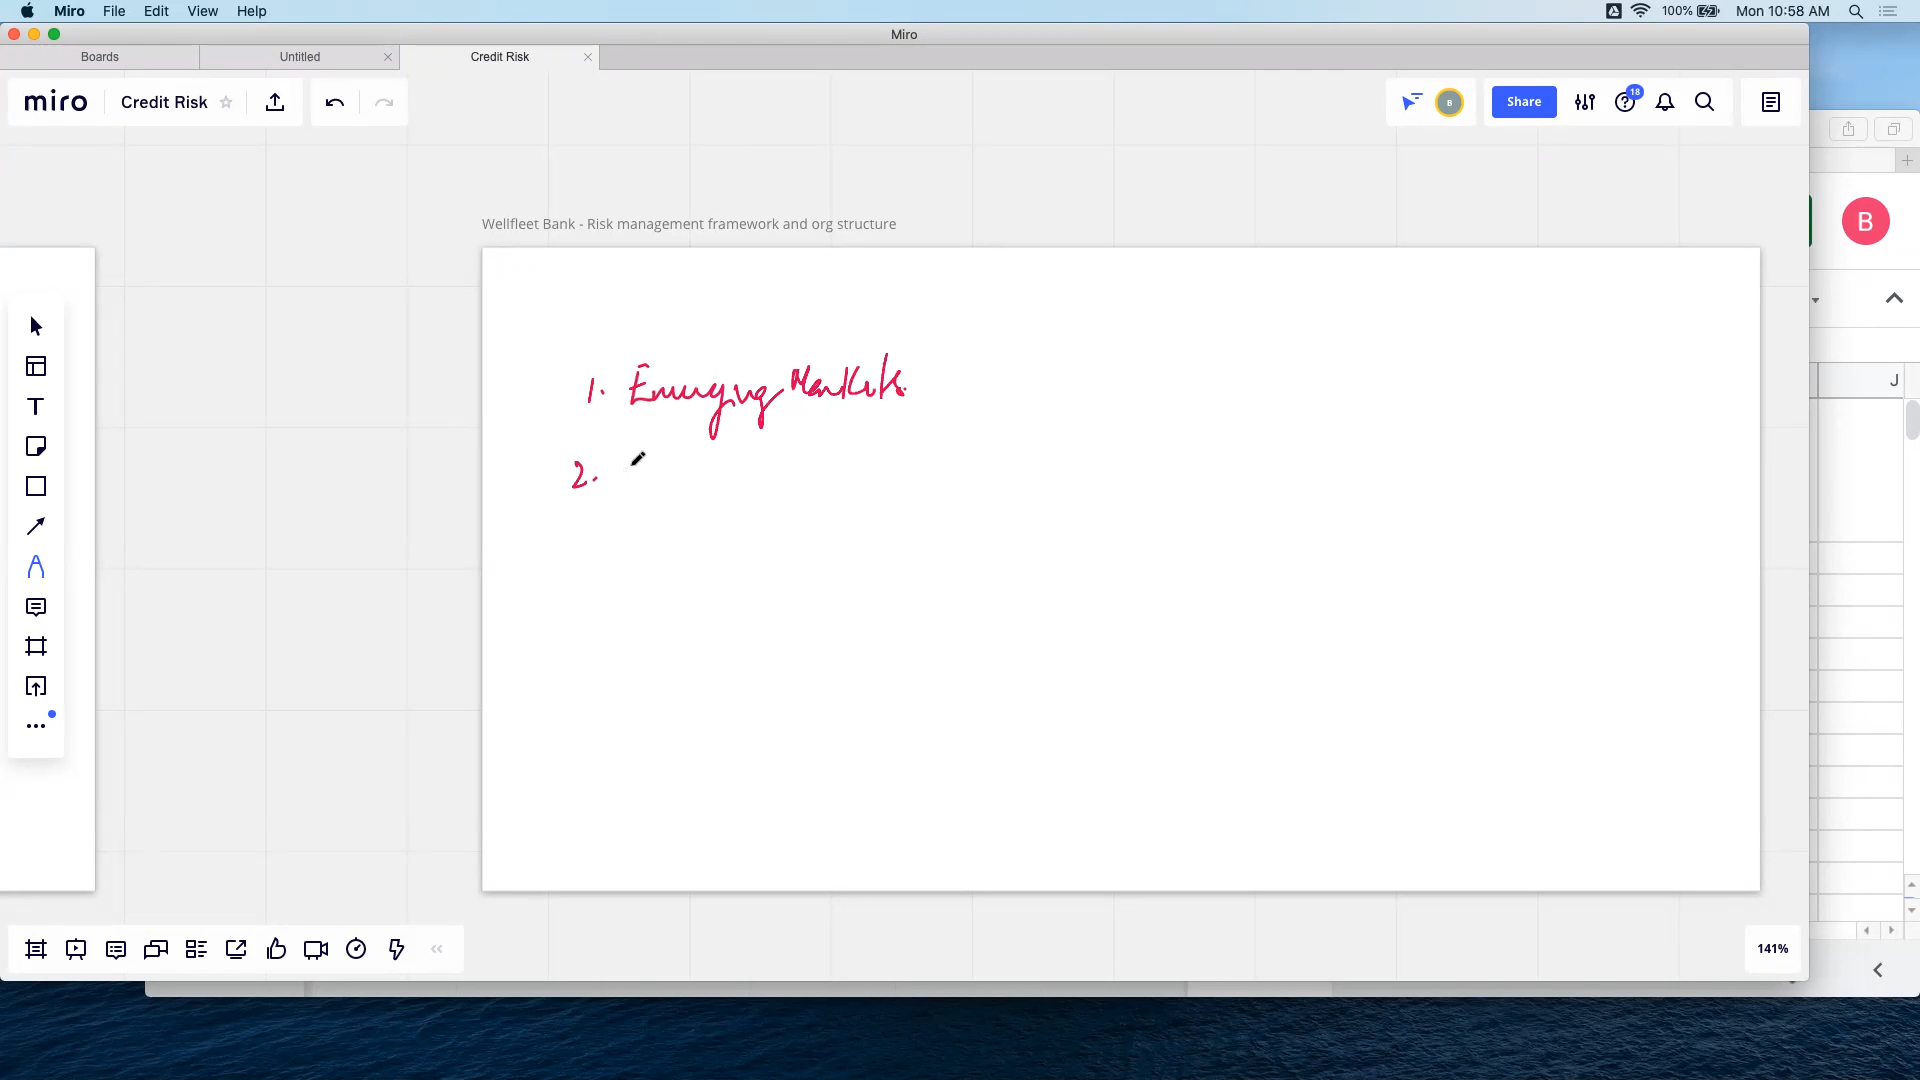 Miro File Edit View Help 100% Mon 10:58 AM
Miro
Boards Untitled Credit Risk
miro Credit Risk B Share 18
B
Wellfleet Bank - Risk management framework and org structure
J
1. Emerging Markets.
2.
141%